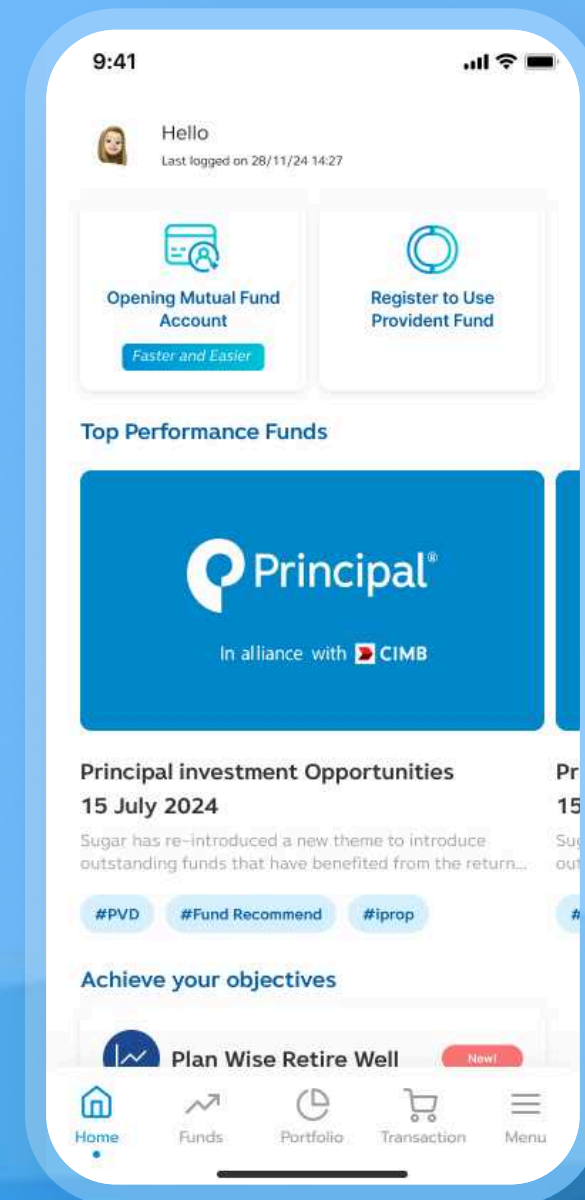 9:41
Hello
Last logged on 28/11/24 14:27
Opening Mutual Fund
Account
Faster and Easier
Register to Use
Provident Fund
Top Performance Funds
Principal®
In alliance with CIMB
Principal investment Opportunities
15 July 2024
Sugar has re-introduced a new theme to introduce
outstanding funds that have benefited from the return...
#PVD #Fund Recommend #iprop
Pr
15
Sug
out
#
Achieve your objectives
Plan Wise Retire Well
New!
Home Funds Portfolio Transaction Menu